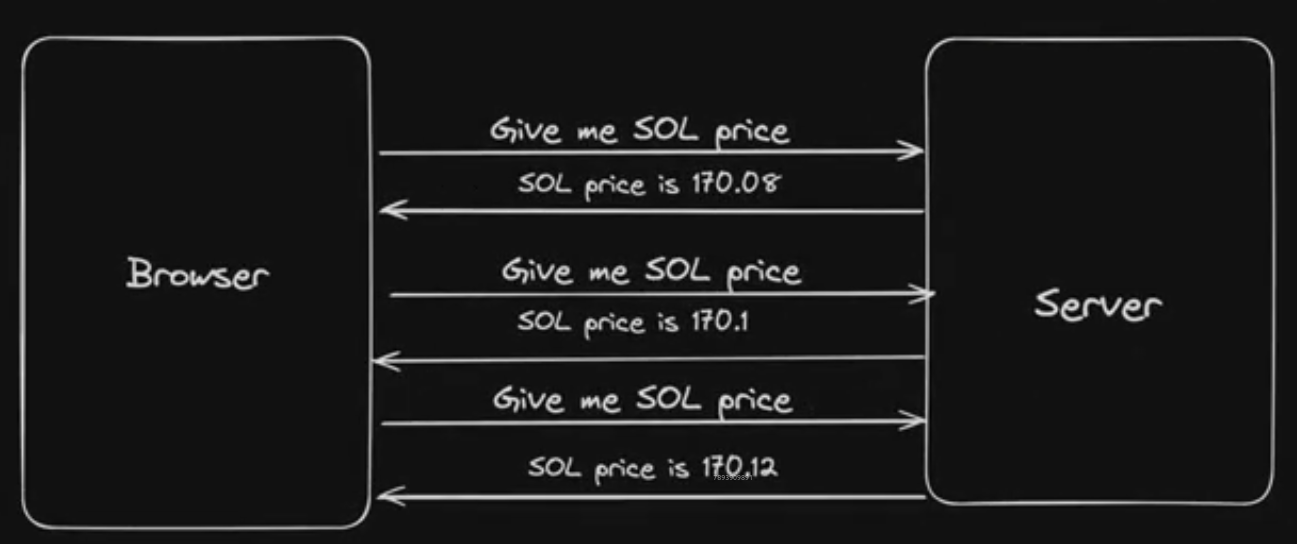 Give me SOL price
SOL price is 170.08
Give me SOL price
Browser
SOL price is 170.1
Server
Give me SOL price
SOL price is 170.12